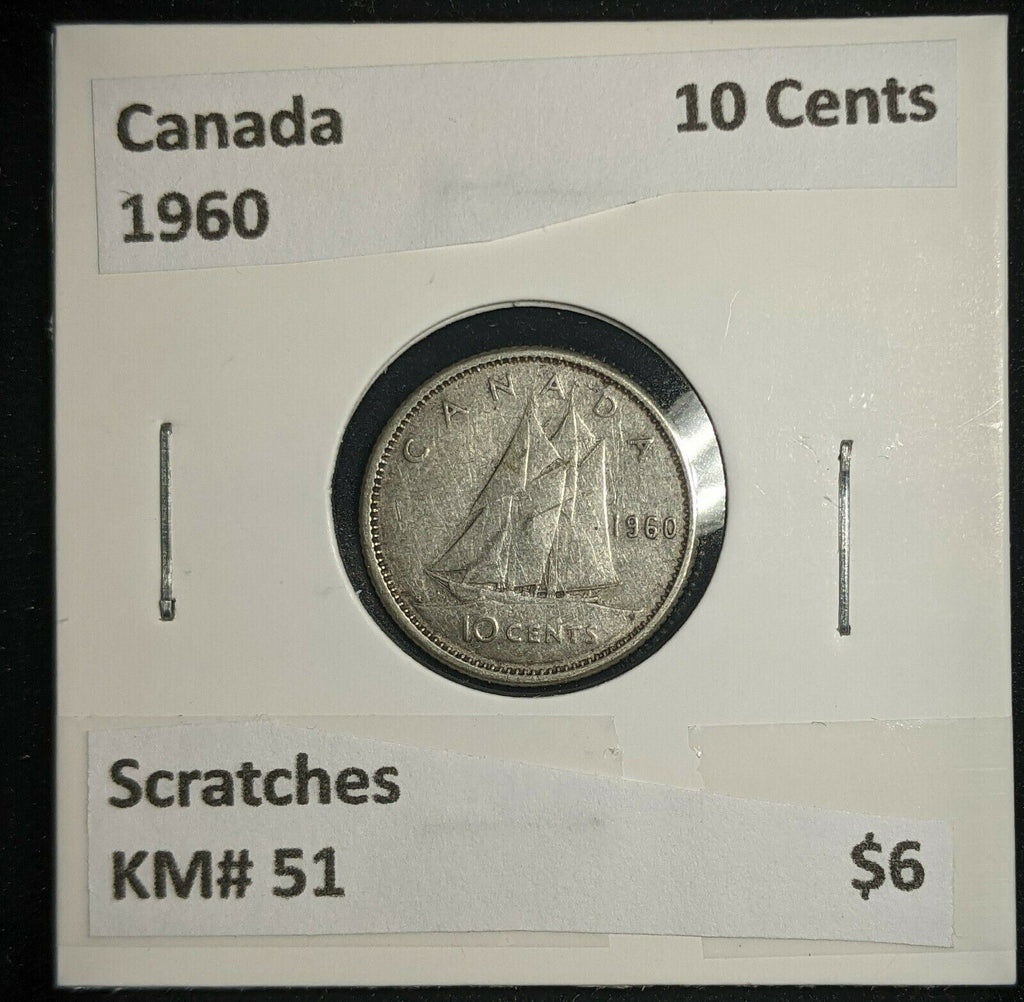 Canada 10 Cents
1960
CANADA
1960
10 CENTS
Scratches
KM# 51 $6